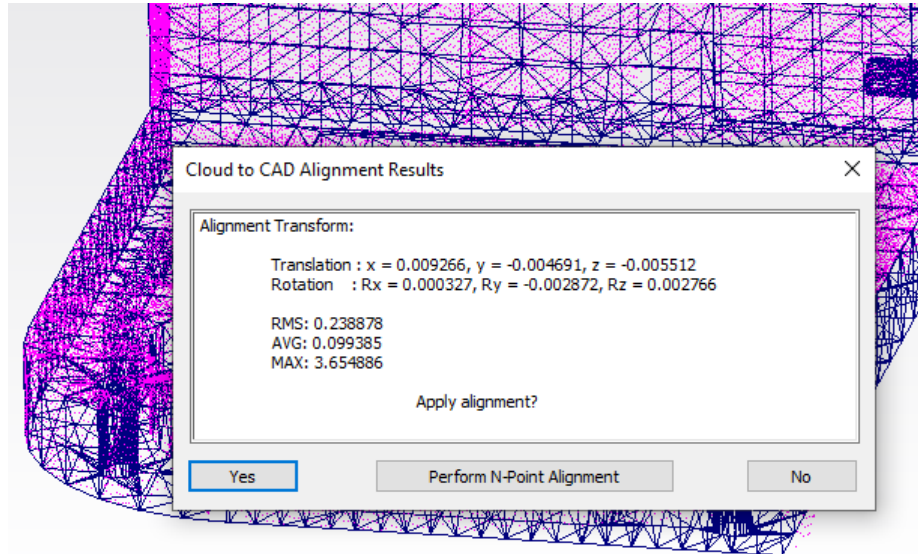 Cloud to CAD Alignment Results
Alignment Transform:
Translation : x = 0.009266, y = -0.004691, z = -0.005512
Rotation : Rx = 0.000327, Ry = -0.002872, Rz = 0.002766
RMS: 0.238878
AVG: 0.099385
MAX: 3.654886
Apply alignment?
Yes
Perform N-Point Alignment
No